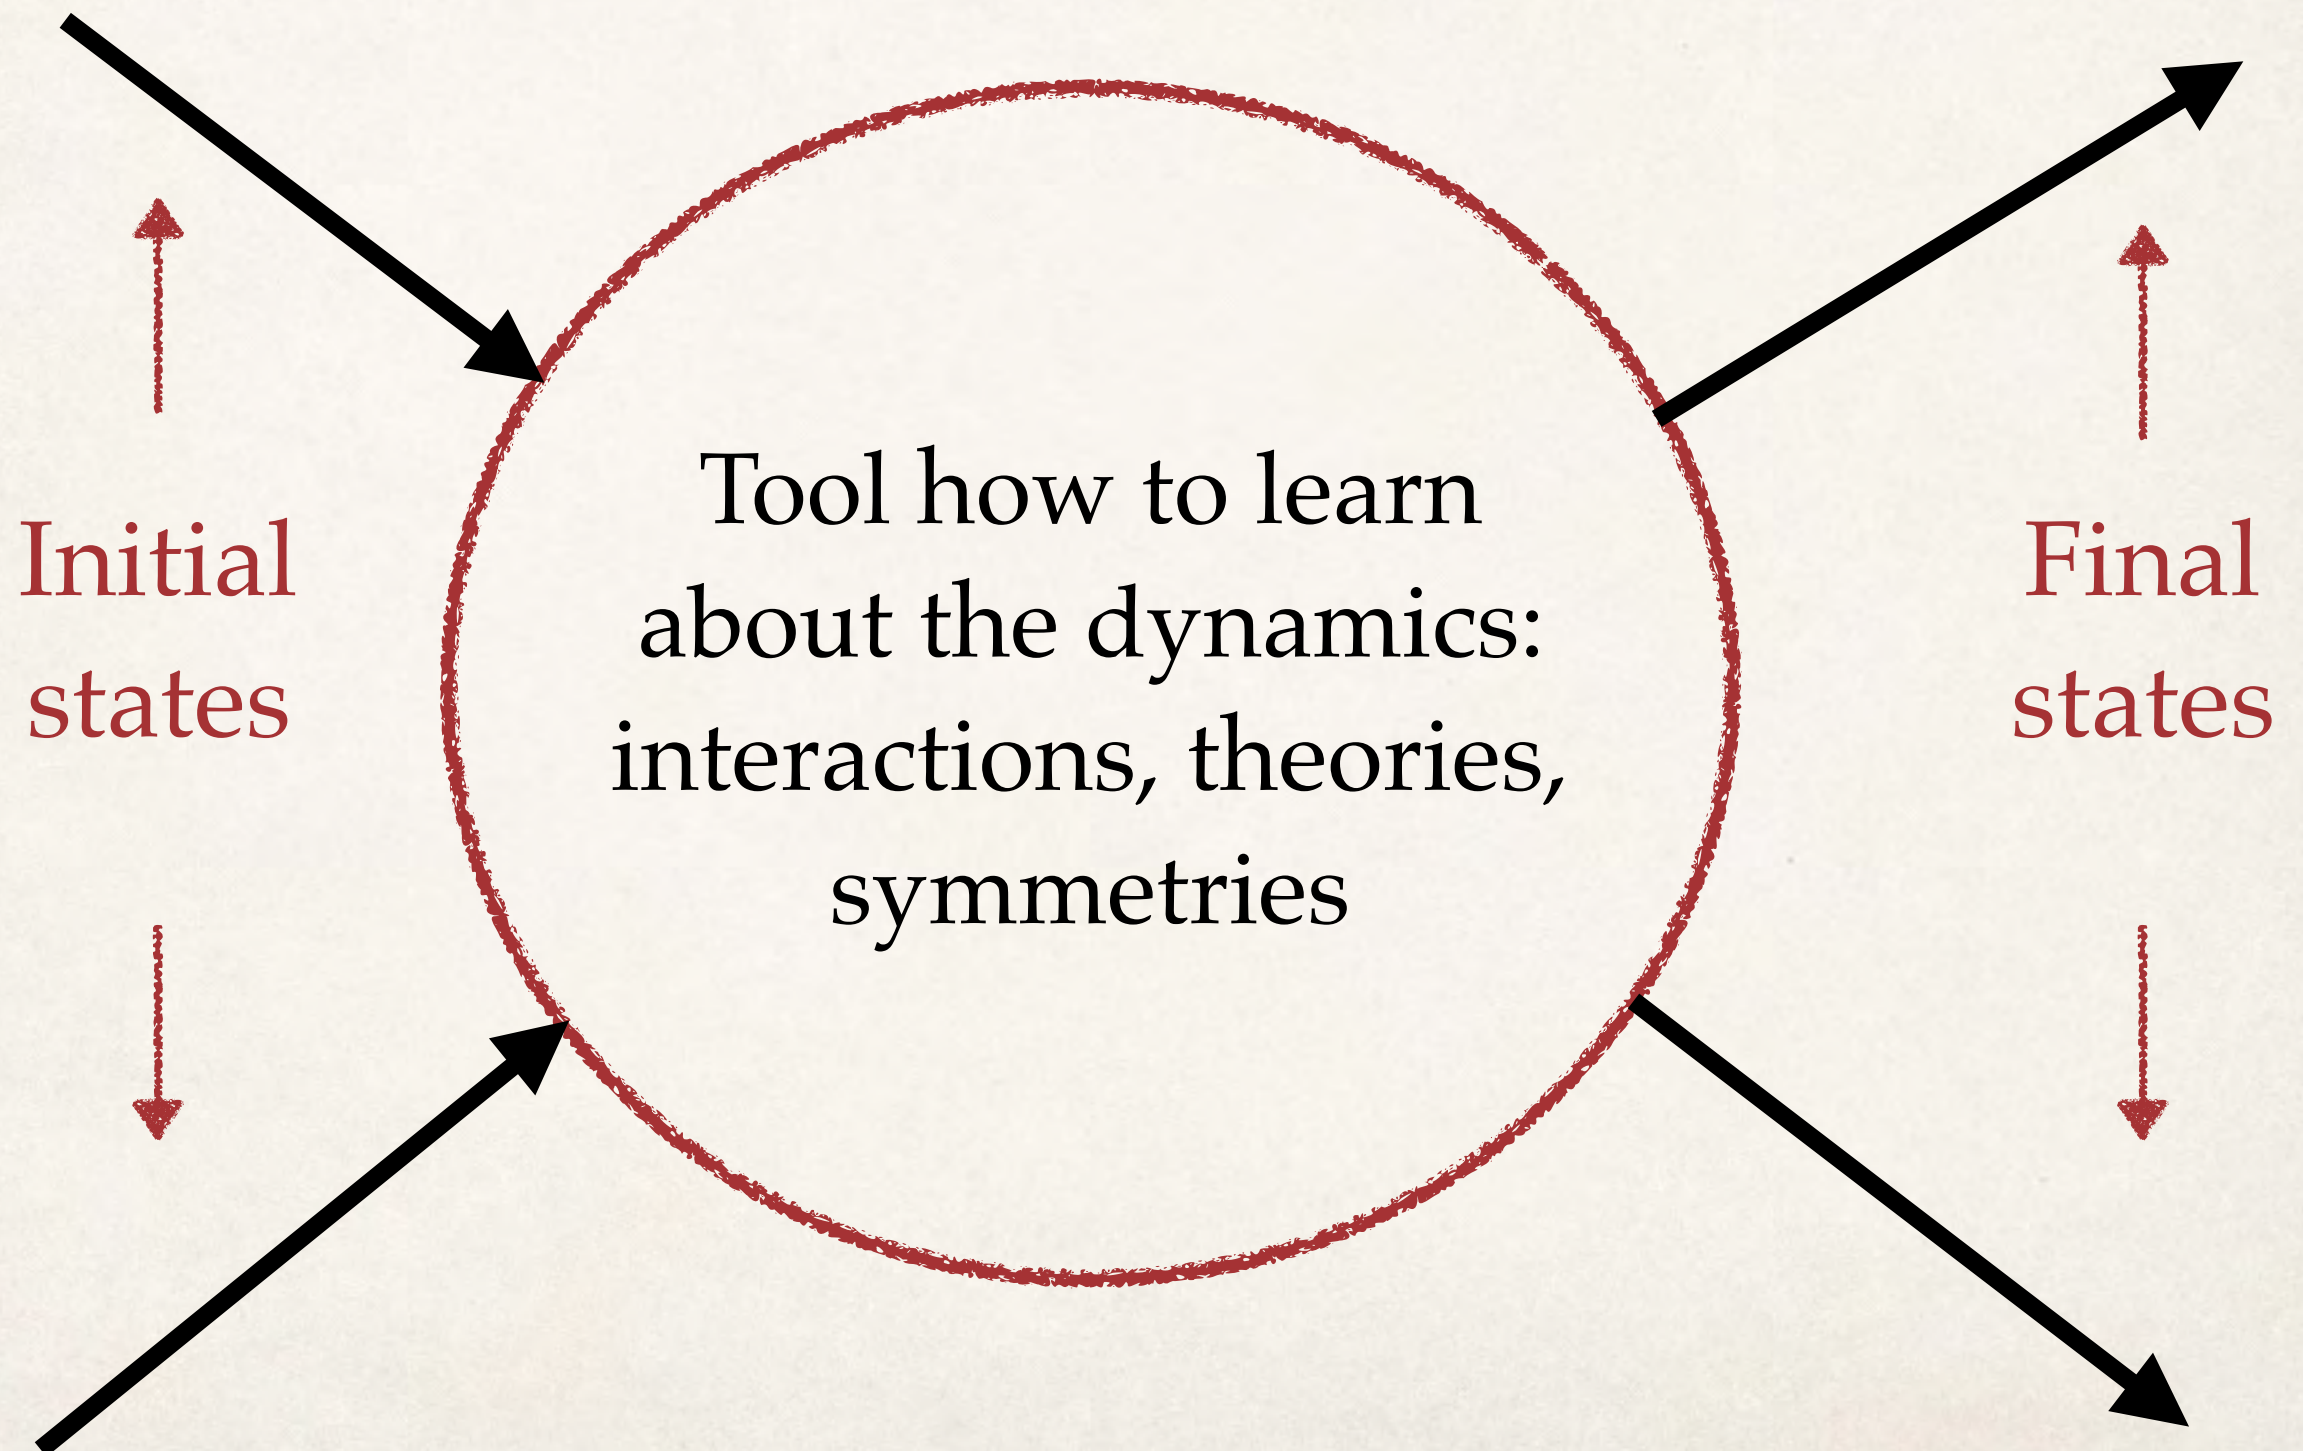 Initial
states
Tool how to learn
about the dynamics:
interactions, theories,
symmetries
Final
states